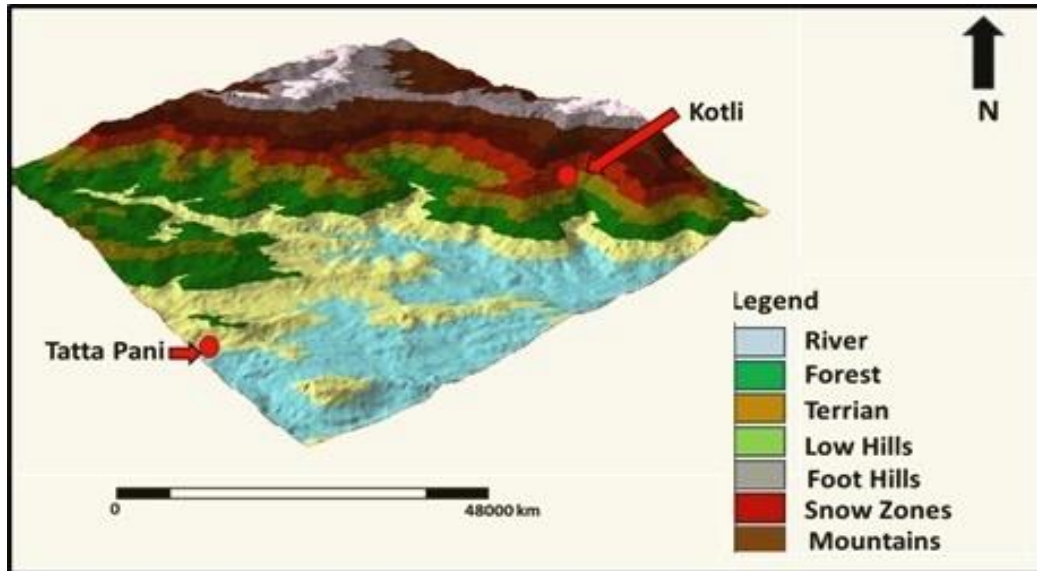 N
Kotli
Tatta Pani
Legend
River
Forest
Terrian
Low Hills
Foot Hills
Snow Zones
Mountains
0 48000 km